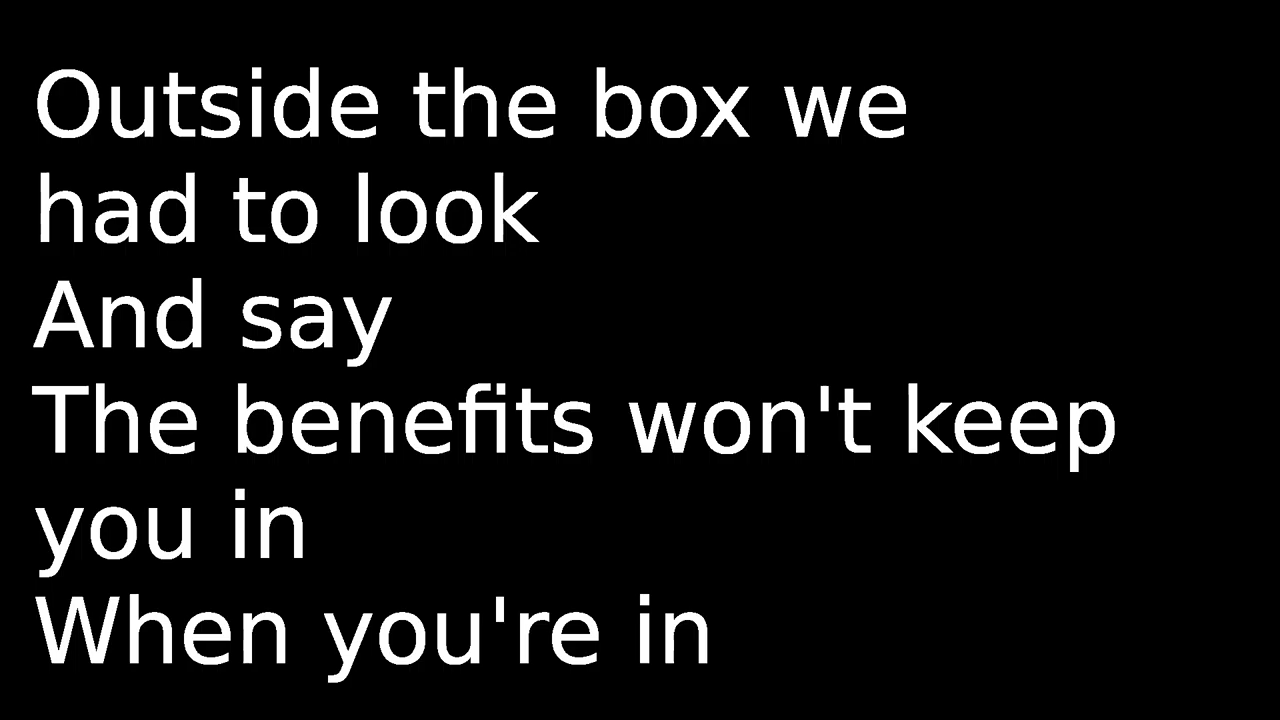 Outside the box we
had to look
And say
The benefits won't keep
you in
When you're in